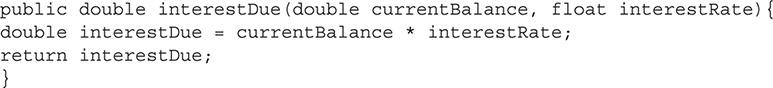 public double interestDue(double currentBalance, float interestRate){
double interestDue = currentBalance * interestRate;
return interestDue;
}